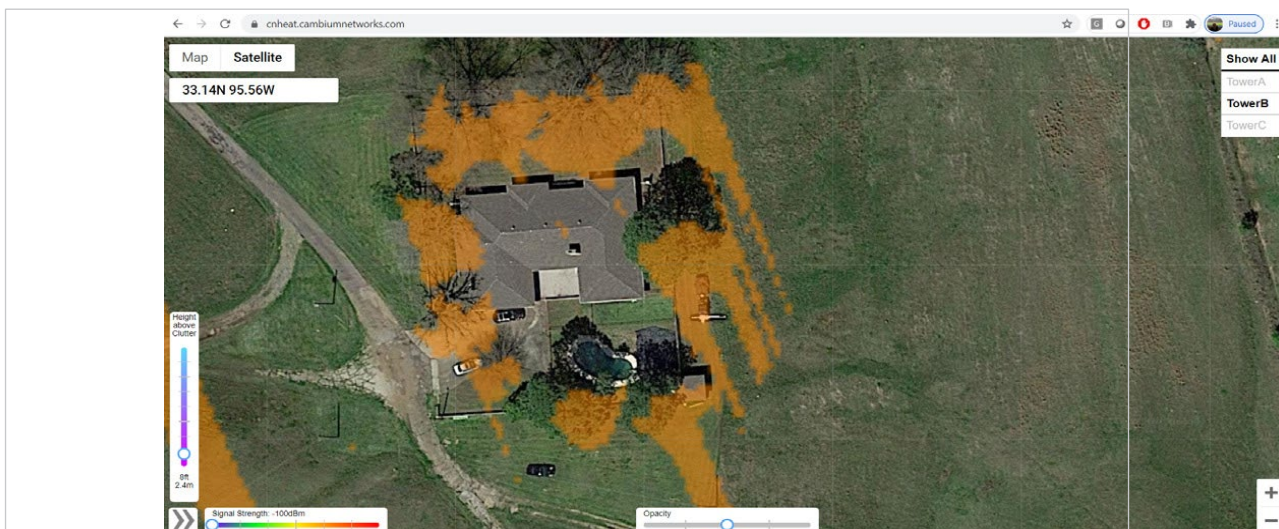 cnheat.cambiumnetworks.com
Paused
Map Satellite
Show All
33.14N 95.56W
TowerA
TowerB
TowerC
Height
above
Clutter
8ft
2.4m
Signal Strength: -100dBm
Opacity